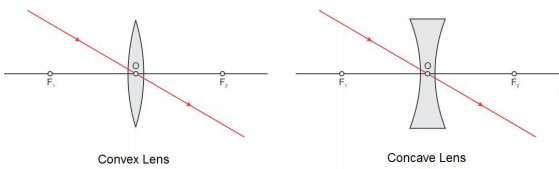 O
F₁
F₂
Convex Lens
O
F₁
F₂
Concave Lens